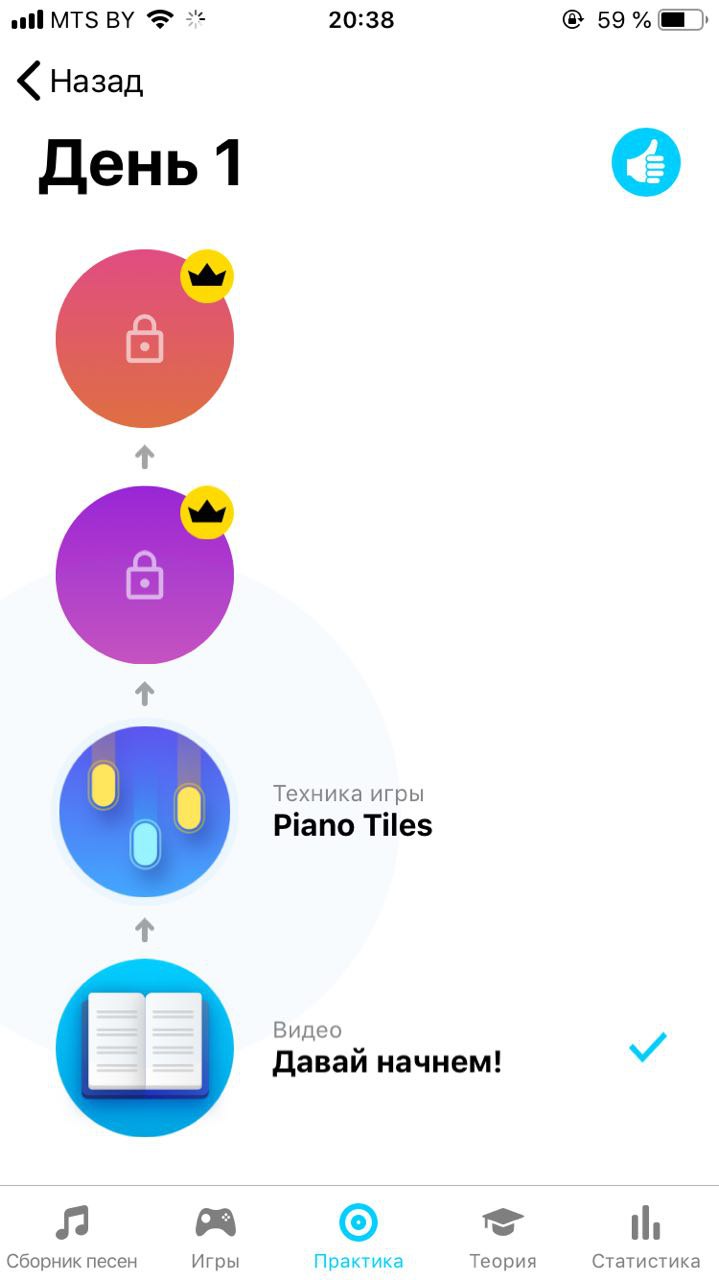 MTS BY 20:38 59 %
Назад
День 1
Техника игры
Piano Tiles
Видео
Давай начнем!
Сборник песен Игры Практика Теория Статистика